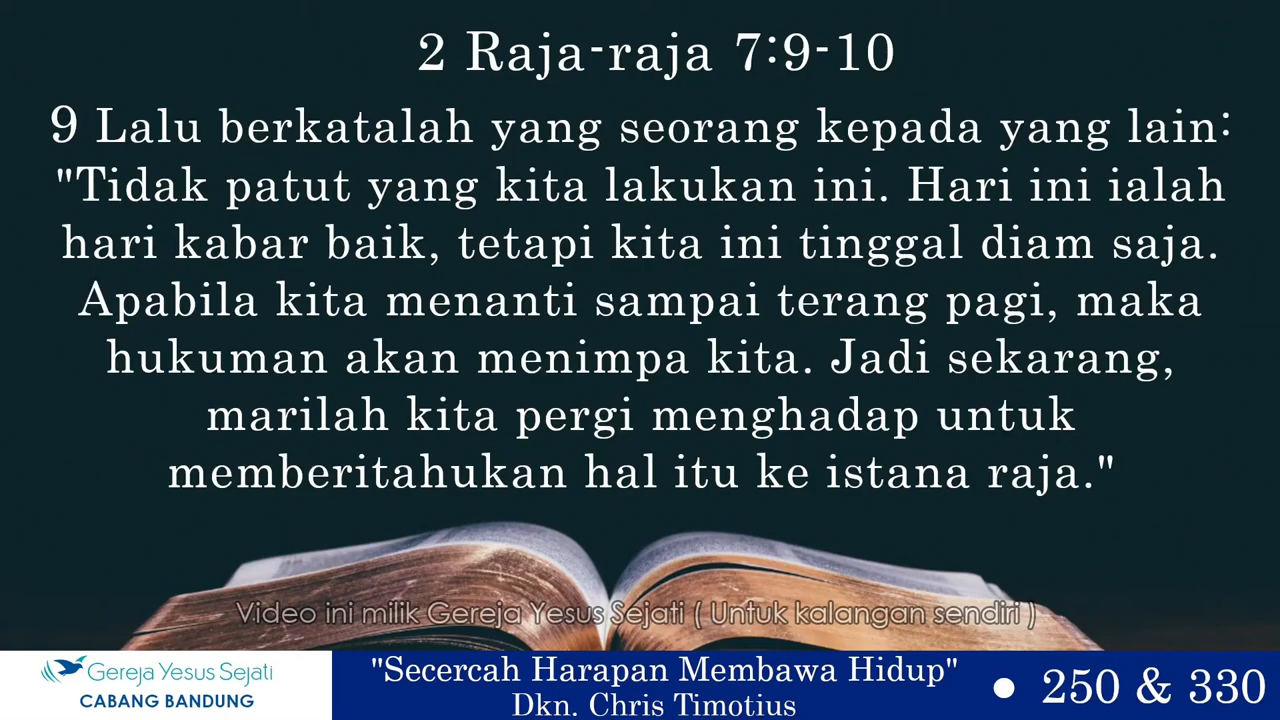 2 Raja-raja 7:9-10
9 Lalu berkatalah yang seorang kepada yang lain:
"Tidak patut yang kita lakukan ini. Hari ini ialah
hari kabar baik, tetapi kita ini tinggal diam saja.
Apabila kita menanti sampai terang pagi, maka
hukuman akan menimpa kita. Jadi sekarang,
marilah kita pergi menghadap untuk
memberitahukan hal itu ke istana raja."
Video ini milik Gereja Yesus Sejati ( Untuk kalangan sendiri )
Gereja Yesus Sejati
CABANG BANDUNG
"Secercah Harapan Membawa Hidup"
Dkn. Chris Timotius
• 250 & 330